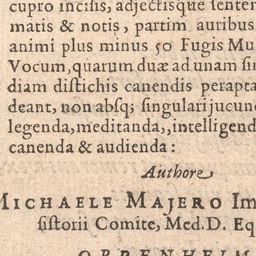 cupro incisis, adjectisque senten
matis & notis, partim auribus
animi plus minus 50 Fugis Mu
Vocum, quarum duæ ad unam sim
diam distichis canendis perapta
deant, non absq; singulari jucund
legenda, meditanda,, intelligend
canenda & audienda:
Authore
MICHAELE MAJERO Im
sistorii Comite, Med. D. Eq
OPPENHEIM